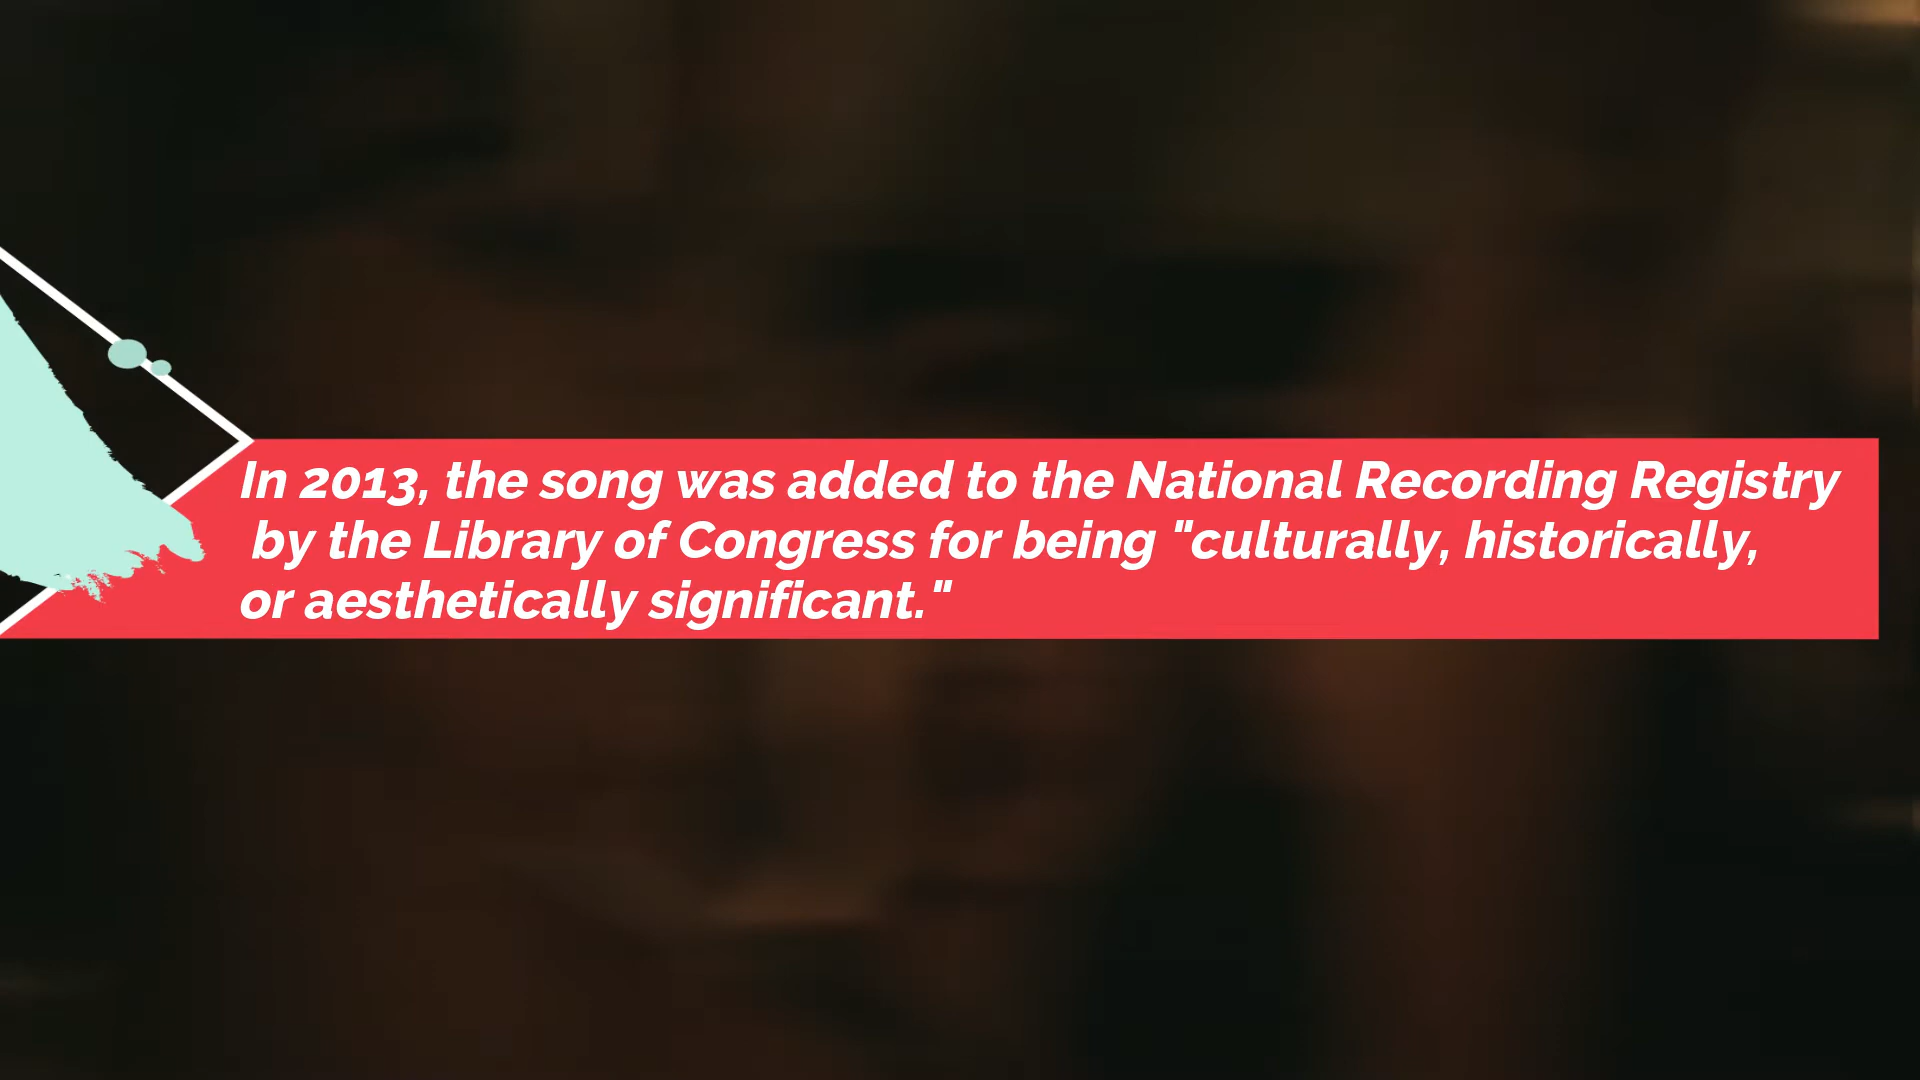 In 2013, the song was added to the National Recording Registry
by the Library of Congress for being "culturally, historically,
or aesthetically significant."